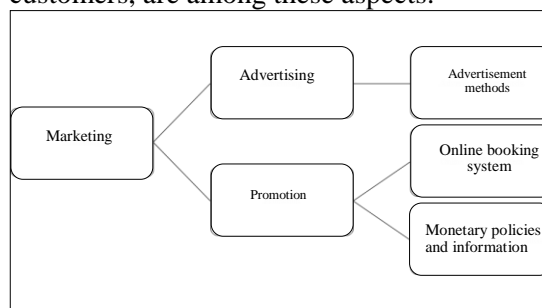 customers, are among these aspects:
Advertising
Advertisement
methods
Marketing
Online booking
system
Promotion
Monetary policies
and information